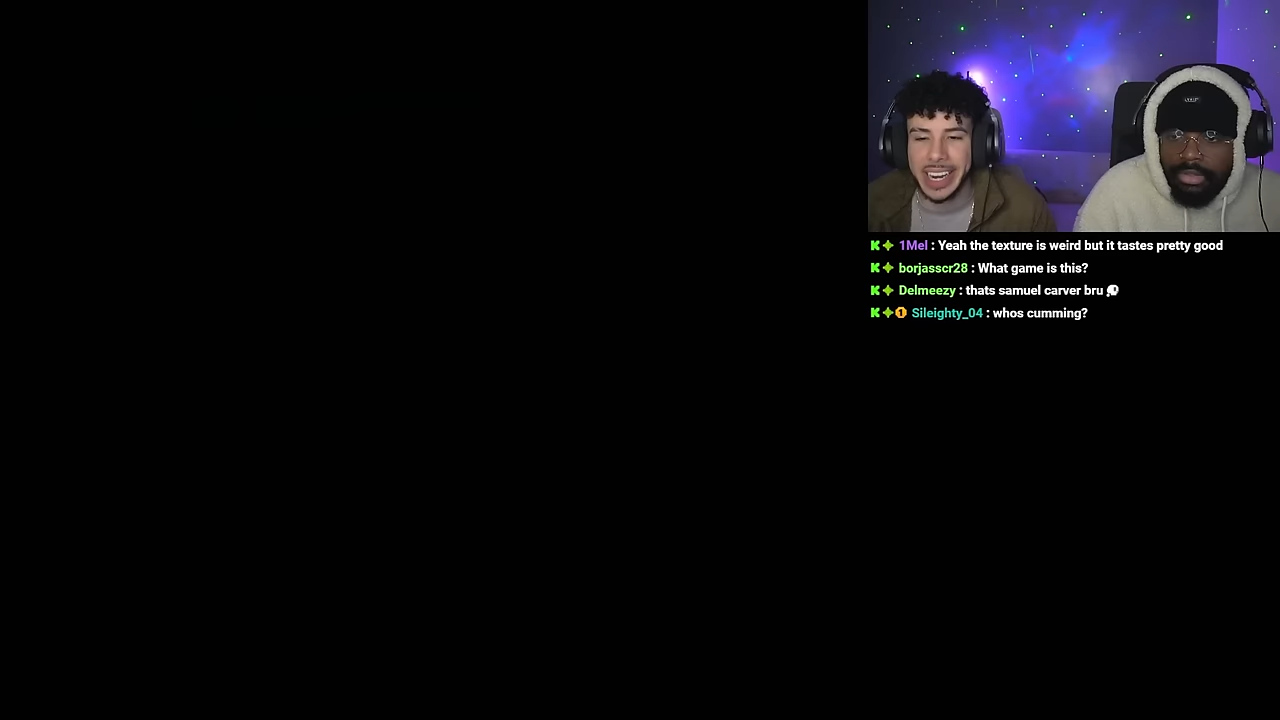 1Mel : Yeah the texture is weird but it tastes pretty good
borjasscr28 : What game is this?
Delmeezy : thats samuel carver bru
1 Sileighty_04 : whos cumming?